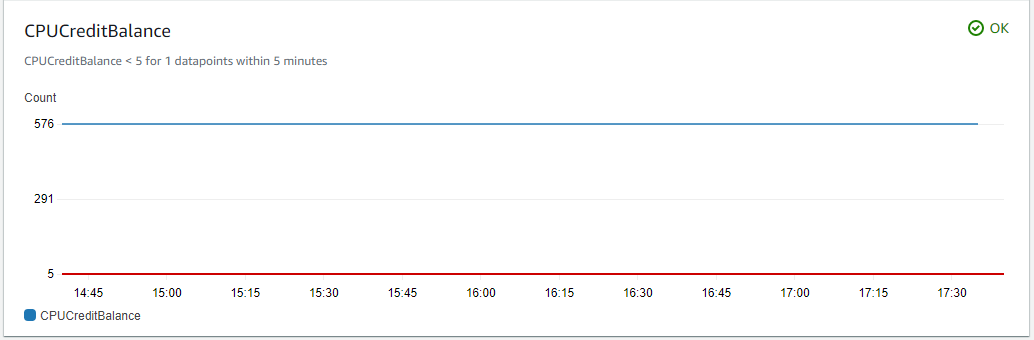 CPUCreditBalance
OK
CPUCreditBalance < 5 for 1 datapoints within 5 minutes
Count
576
291
5
14:45 15:00 15:15 15:30 15:45 16:00 16:15 16:30 16:45 17:00 17:15 17:30
CPUCreditBalance